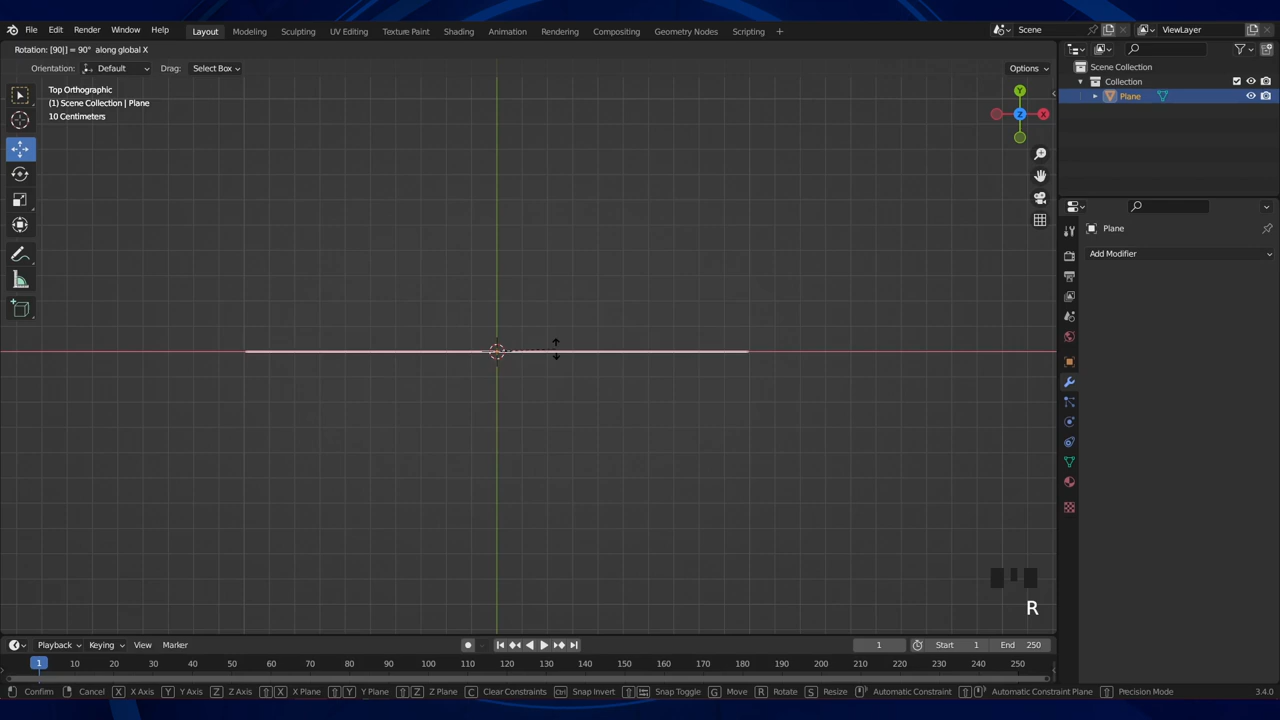 File Edit Render Window Help Layout Modeling Sculpting UV Editing Texture Paint Shading Animation Rendering Compositing Geometry Nodes Scripting + Scene ViewLayer
Rotation: [90|] = 90° along global X
Orientation: Default Drag: Select Box Options
Top Orthographic
(1) Scene Collection | Plane
10 Centimeters
Y
Z X
Scene Collection
Collection
Plane
Plane
Add Modifier
R
Playback Keying View Marker 1 Start 1 End 250
1 10 20 30 40 50 60 70 80 90 100 110 120 130 140 150 160 170 180 190 200 210 220 230 240 250
Confirm Cancel X X Axis Y Y Axis Z Z Axis X X Plane Y Y Plane Z Z Plane C Clear Constraints Ctrl Snap Invert Snap Toggle G Move R Rotate S Resize Automatic Constraint Automatic Constraint Plane Precision Mode 3.4.0